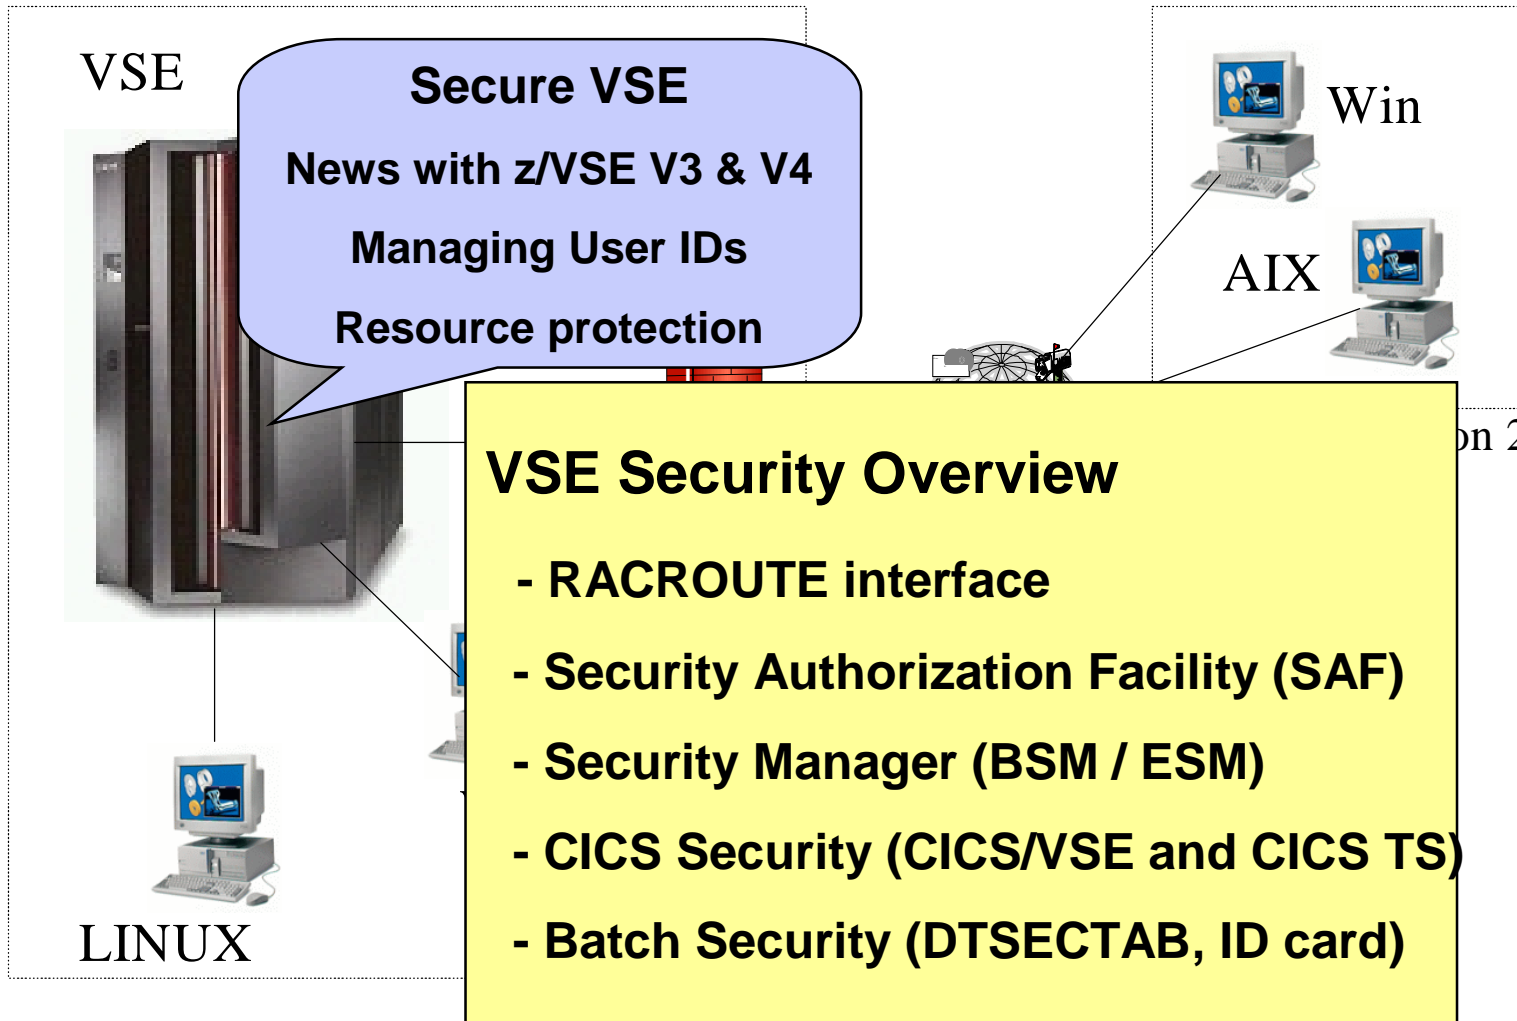 VSE
Secure VSE
News with z/VSE V3 & V4
Managing User IDs
Resource protection
Win
AIX
on 2
VSE Security Overview
- RACROUTE interface
- Security Authorization Facility (SAF)
- Security Manager (BSM / ESM)
- CICS Security (CICS/VSE and CICS TS)
- Batch Security (DTSECTAB, ID card)
LINUX